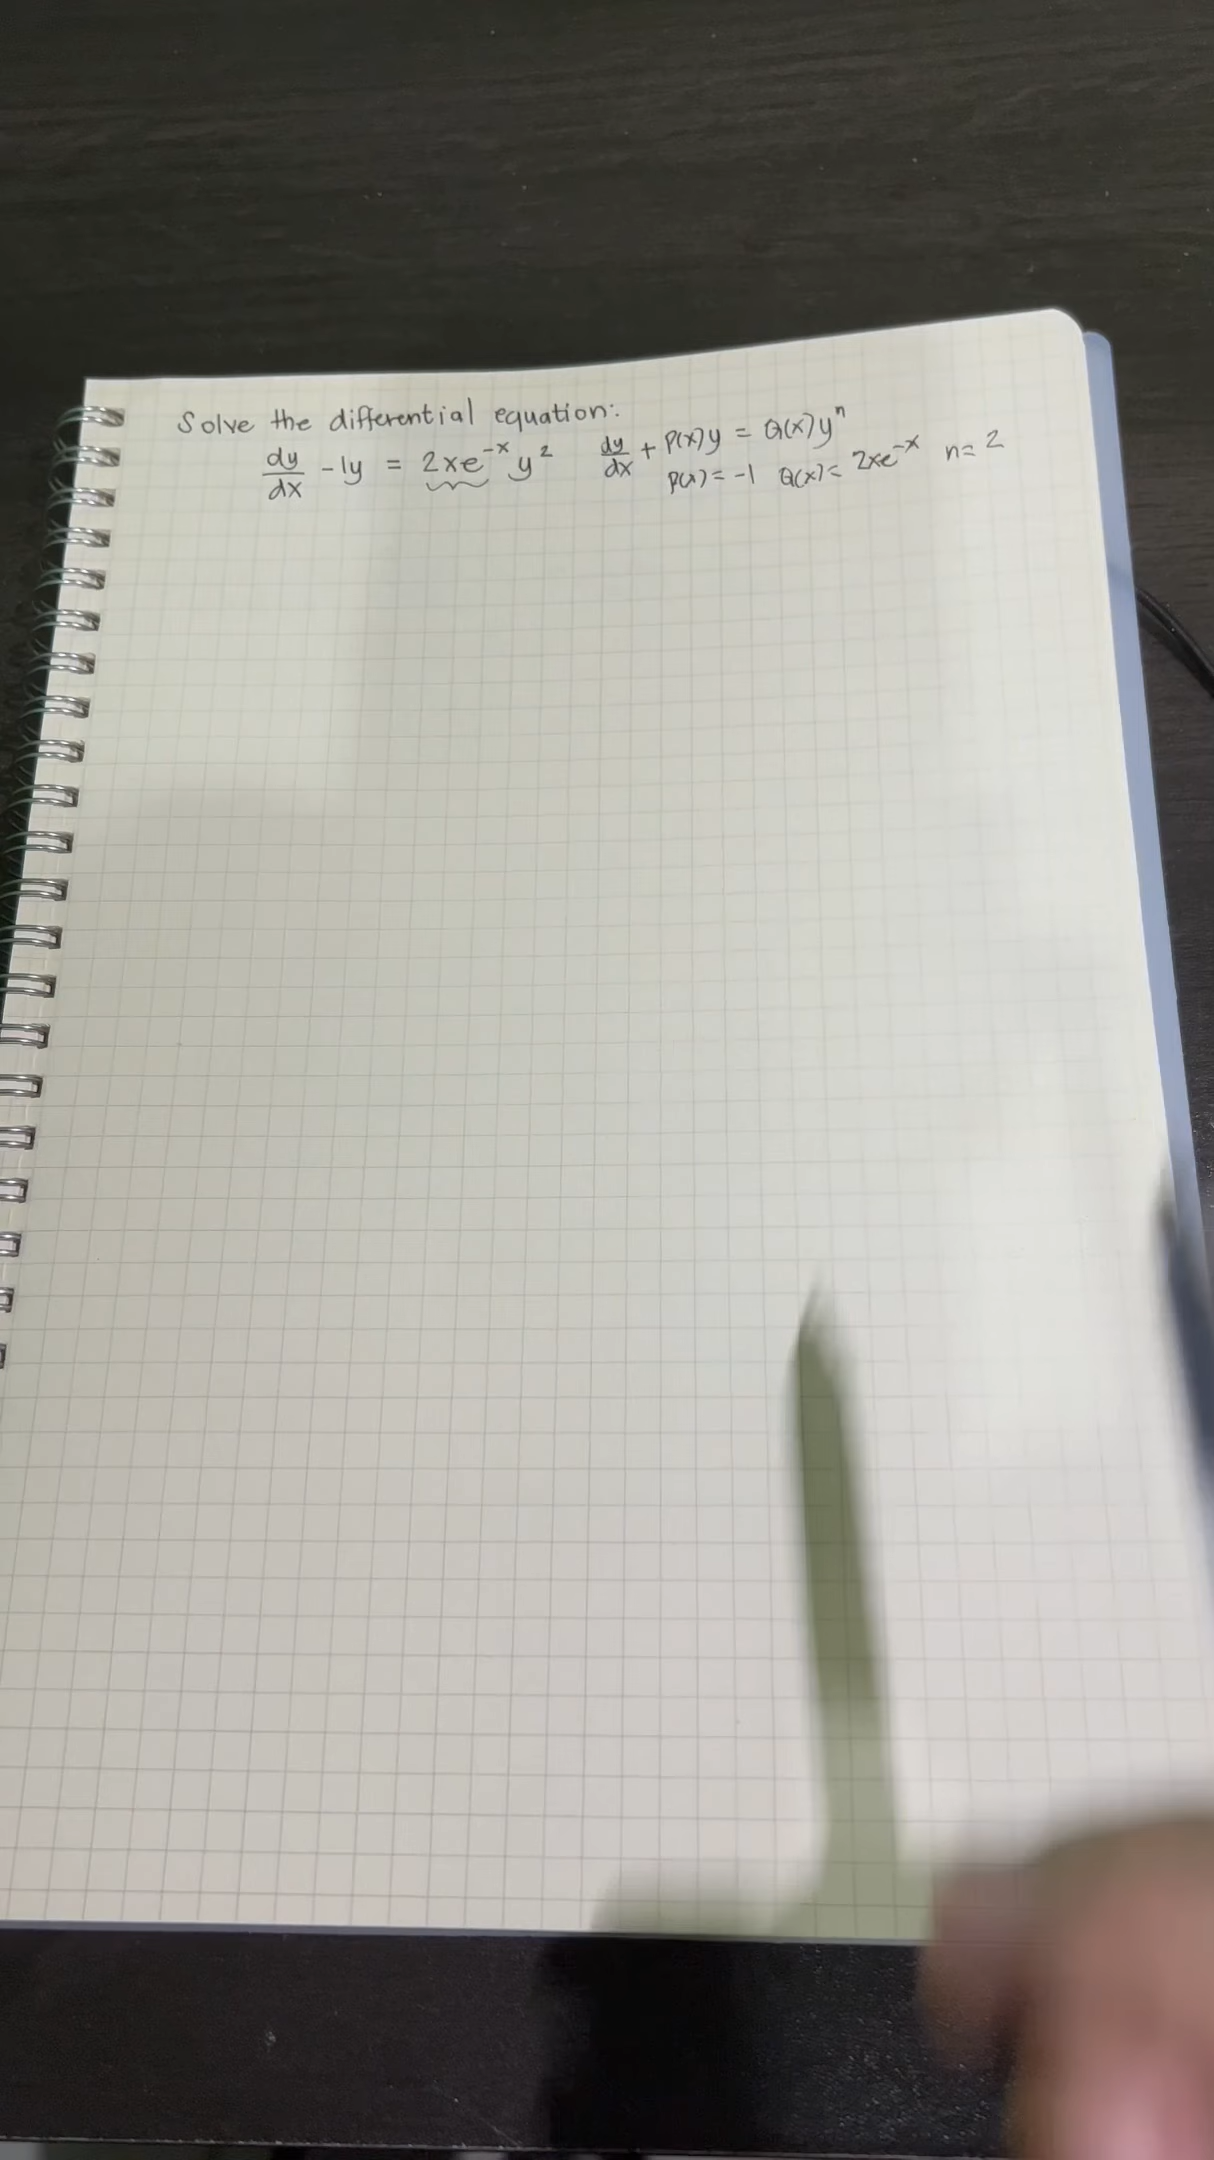 Solve the differential equation:
dy/dx - 1y = 2xe^-x y^2
dy/dx + P(x)y = Q(x)y^n
P(x) = -1 Q(x) = 2xe^-x n = 2